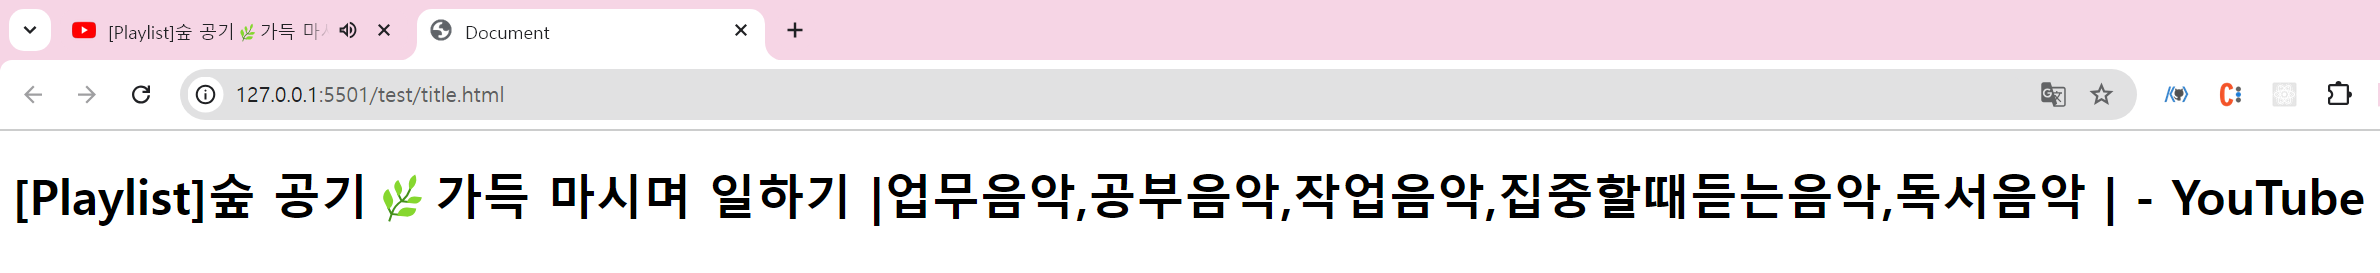 [Playlist]숲 공기🌿가득 마시
Document
127.0.0.1:5501/test/title.html
[Playlist]숲 공기🌿가득 마시며 일하기 |업무음악,공부음악,작업음악,집중할때듣는음악,독서음악 | - YouTube